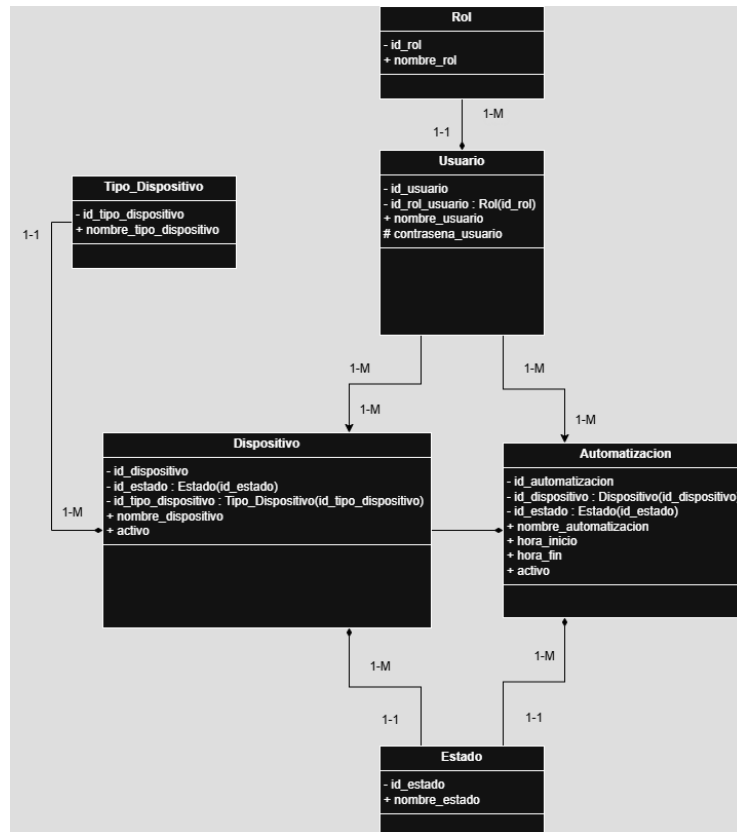 Rol
- id_rol
+ nombre_rol
1-M
1-1
Usuario
- id_usuario
- id_rol_usuario : Rol(id_rol)
+ nombre_usuario
# contrasena_usuario
Tipo_Dispositivo
- id_tipo_dispositivo
+ nombre_tipo_dispositivo
1-1
1-M
1-M
1-M
1-M
Dispositivo
- id_dispositivo
- id_estado : Estado(id_estado)
- id_tipo_dispositivo : Tipo_Dispositivo(id_tipo_dispositivo)
+ nombre_dispositivo
+ activo
1-M
Automatizacion
- id_automatizacion
- id_dispositivo : Dispositivo(id_dispositivo
- id_estado : Estado(id_estado)
+ nombre_automatizacion
+ hora_inicio
+ hora_fin
+ activo
1-M
1-M
1-1
1-1
Estado
- id_estado
+ nombre_estado